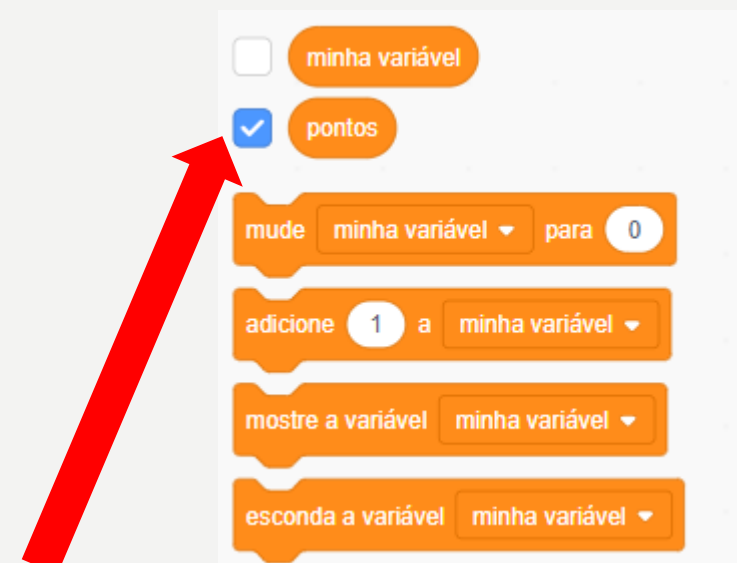 minha variável
pontos
mude minha variável para 0
adicione 1 a minha variável
mostre a variável minha variável
esconda a variável minha variável